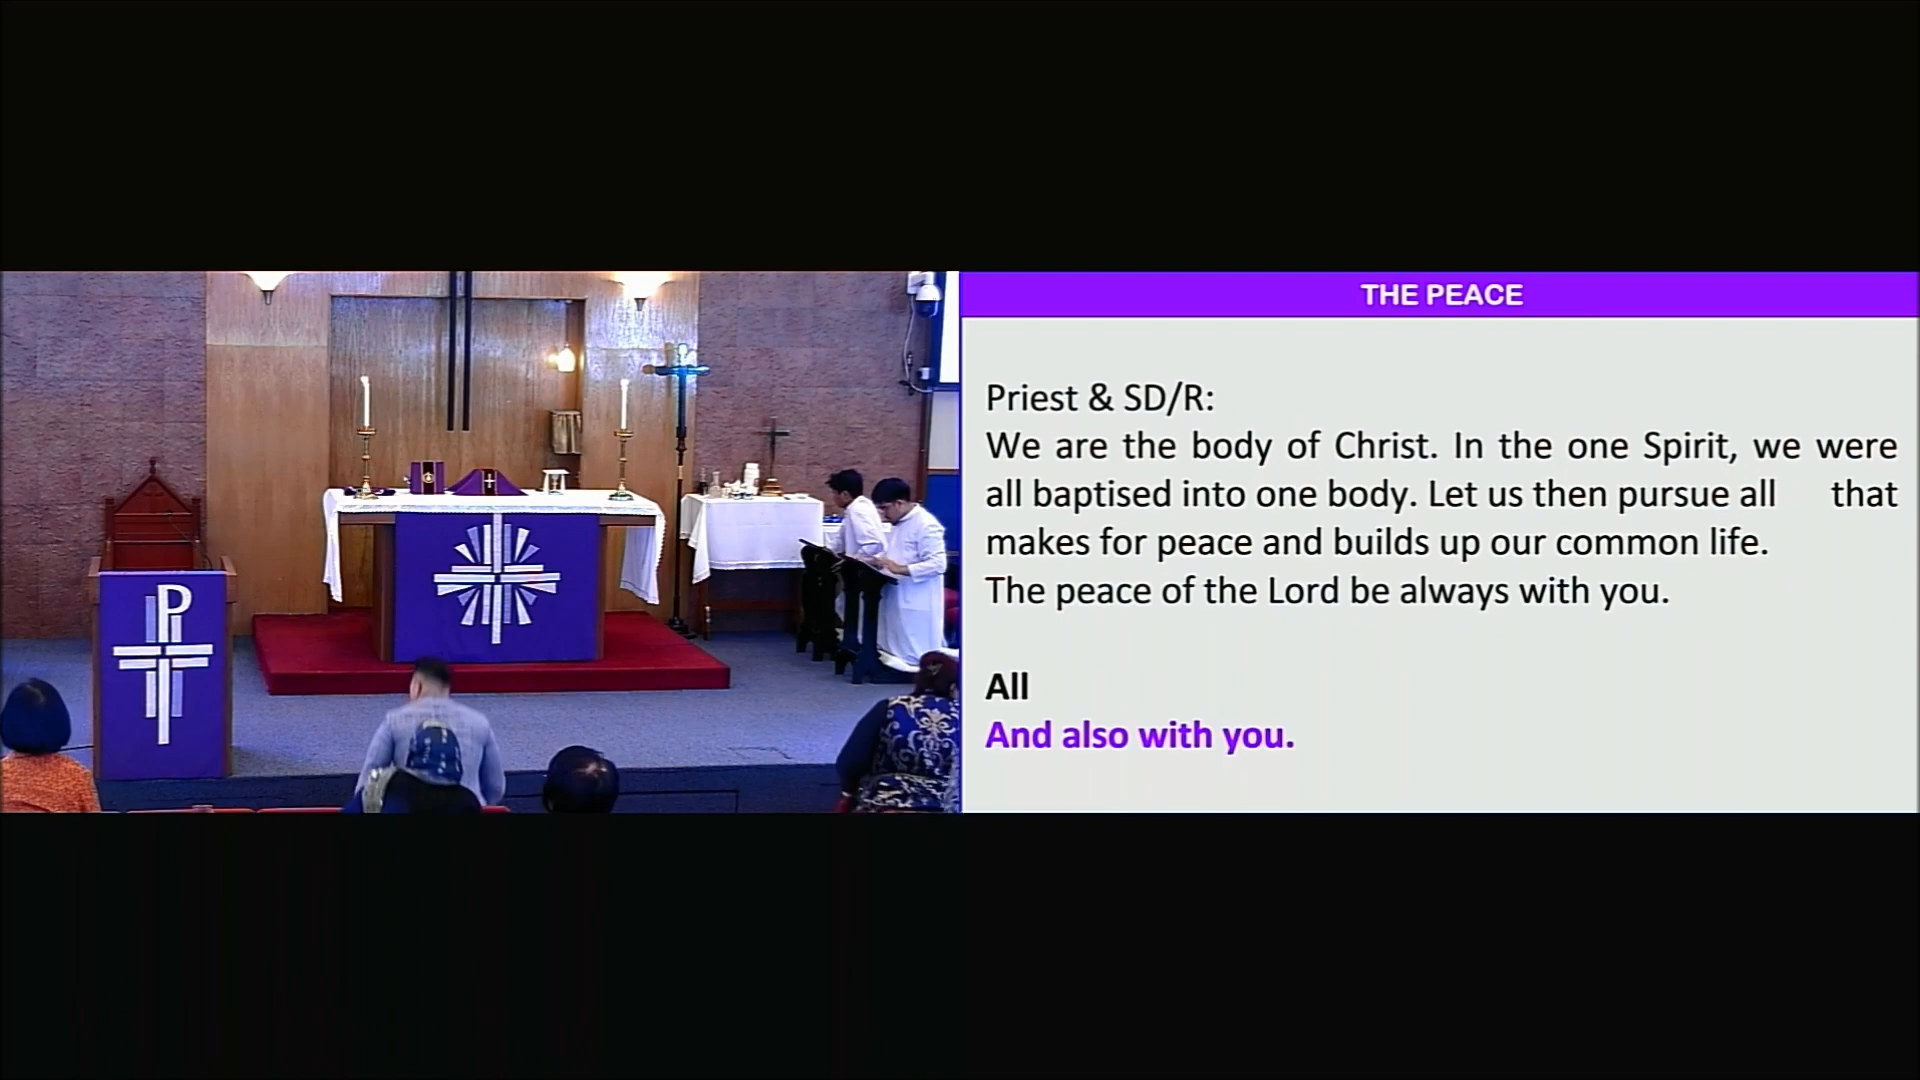 THE PEACE
Priest & SD/R:
We are the body of Christ. In the one Spirit, we were
all baptised into one body. Let us then pursue all that
makes for peace and builds up our common life.
The peace of the Lord be always with you.
All
And also with you.